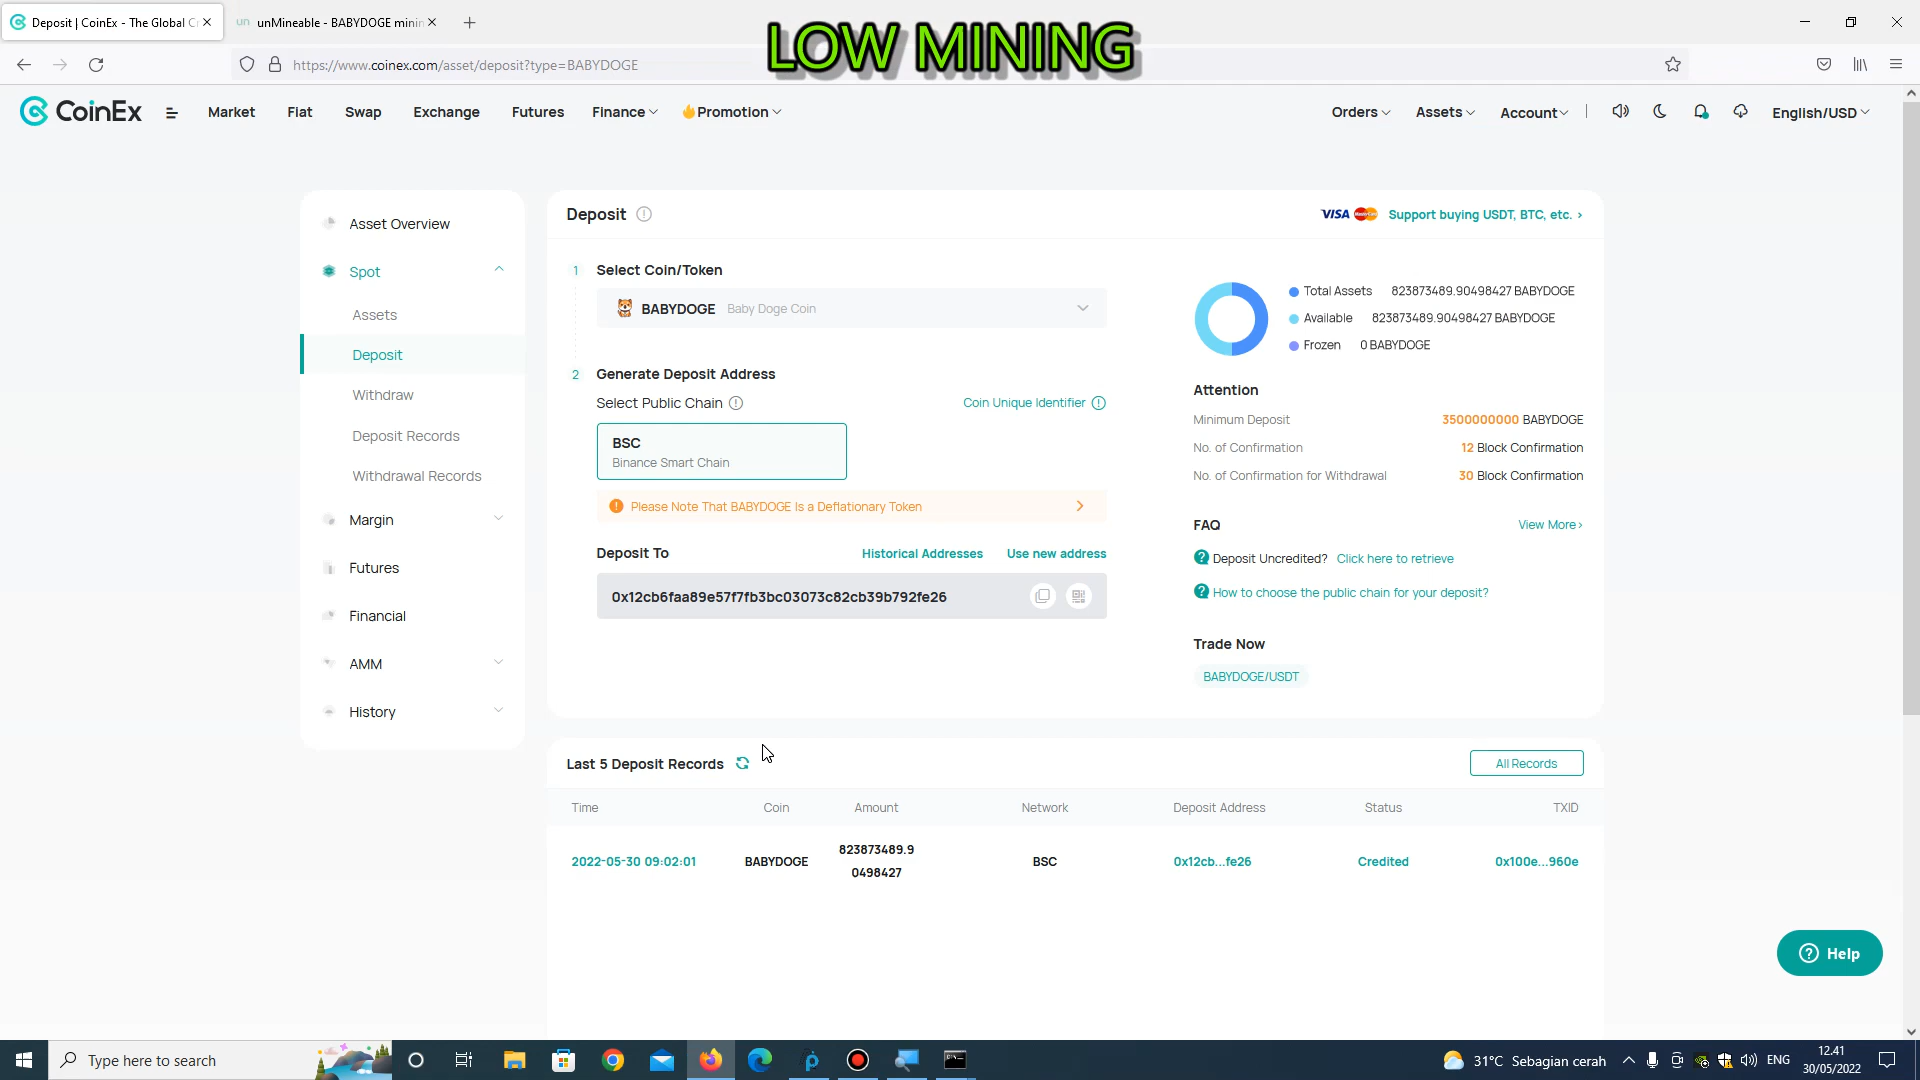 Deposit | CoinEx - The Global Cr
un unMineable - BABYDOGE minin
LOW MINING
https://www.coinex.com/asset/deposit?type=BABYDOGE
CoinEx
Market
Fiat
Swap
Exchange
Futures
Finance
Promotion
Orders
Assets
Account
English/USD
Asset Overview
Spot
Assets
Deposit
Withdraw
Deposit Records
Withdrawal Records
Margin
Futures
Financial
AMM
History
Deposit
VISA MasterCard Support buying USDT, BTC, etc. >
1 Select Coin/Token
BABYDOGE Baby Doge Coin
2 Generate Deposit Address
Select Public Chain
Coin Unique Identifier
BSC
Binance Smart Chain
Please Note That BABYDOGE Is a Deflationary Token
Deposit To
Historical Addresses
Use new address
0x12cb6faa89e57f7fb3bc03073c82cb39b792fe26
Total Assets 823873489.90498427 BABYDOGE
Available 823873489.90498427 BABYDOGE
Frozen 0 BABYDOGE
Attention
Minimum Deposit 3500000000 BABYDOGE
No. of Confirmation 12 Block Confirmation
No. of Confirmation for Withdrawal 30 Block Confirmation
FAQ
View More >
Deposit Uncredited? Click here to retrieve
How to choose the public chain for your deposit?
Trade Now
BABYDOGE/USDT
Last 5 Deposit Records
All Records
Time Coin Amount Network Deposit Address Status TXID
2022-05-30 09:02:01 BABYDOGE 823873489.9 BSC 0x12cb...fe26 Credited 0x100e...960e
0498427
Help
Type here to search
31°C Sebagian cerah
ENG
12.41
30/05/2022